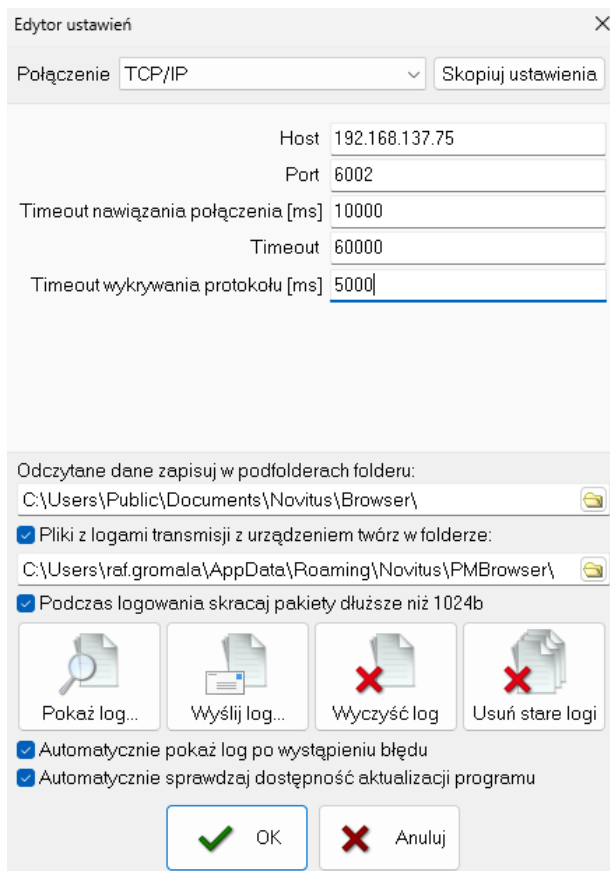 Edytor ustawień
Połączenie TCP/IP Skopiuj ustawienia
Host 192.168.137.75
Port 6002
Timeout nawiązania połączenia [ms] 10000
Timeout 60000
Timeout wykrywania protokołu [ms] 5000
Odczytane dane zapisuj w podfolderach folderu:
C:\Users\Public\Documents\Novitus\Browser\
Pliki z logami transmisji z urządzeniem twórz w folderze:
C:\Users\raf.gromala\AppData\Roaming\Novitus\PMBrowser\
Podczas logowania skracaj pakiety dłuższe niż 1024b
Pokaż log... Wyślij log... Wyczyść log Usuń stare logi
Automatycznie pokaż log po wystąpieniu błędu
Automatycznie sprawdzaj dostępność aktualizacji programu
OK Anuluj